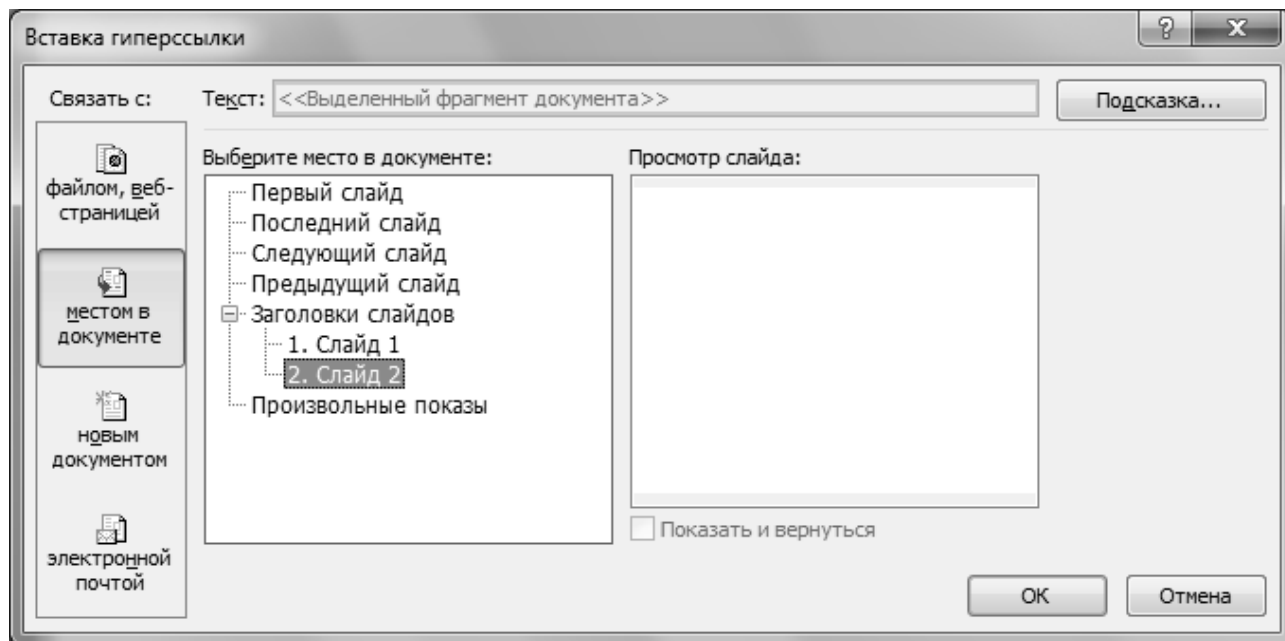 Вставка гиперссылки
Связать с:
Текст: <<Выделенный фрагмент документа>>
Подсказка...
файлом, веб-
страницей
местом в
документе
новым
документом
электронной
почтой
Выберите место в документе:
Первый слайд
Последний слайд
Следующий слайд
Предыдущий слайд
Заголовки слайдов
1. Слайд 1
2. Слайд 2
Произвольные показы
Просмотр слайда:
Показать и вернуться
ОК
Отмена